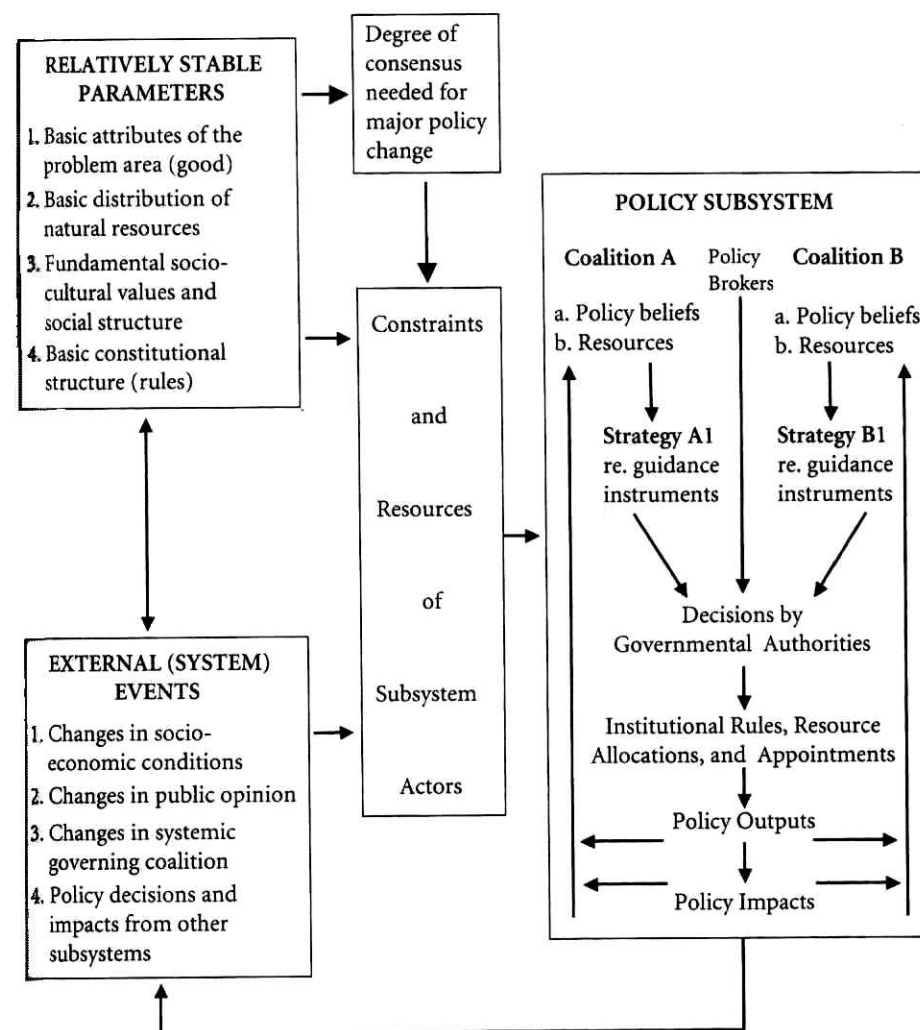 RELATIVELY STABLE
PARAMETERS
1. Basic attributes of the
problem area (good)
2. Basic distribution of
natural resources
3. Fundamental socio-
cultural values and
social structure
4. Basic constitutional
structure (rules)
Degree of
consensus
needed for
major policy
change
EXTERNAL (SYSTEM)
EVENTS
1. Changes in socio-
economic conditions
2. Changes in public opinion
3. Changes in systemic
governing coalition
4. Policy decisions and
impacts from other
subsystems
Constraints
and
Resources
of
Subsystem
Actors
POLICY SUBSYSTEM
Coalition A
a. Policy beliefs
b. Resources
Strategy A1
re. guidance
instruments
Policy
Brokers
Coalition B
a. Policy beliefs
b. Resources
Strategy B1
re. guidance
instruments
Decisions by
Governmental Authorities
Institutional Rules, Resource
Allocations, and Appointments
Policy Outputs
Policy Impacts